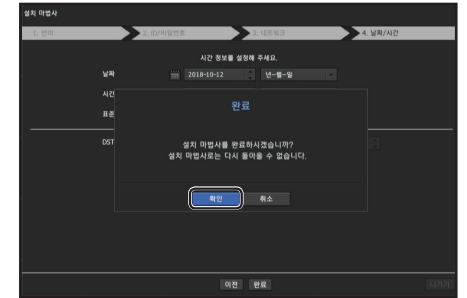 설치 마법사
1. 언어
2. ID/비밀번호
3. 네트워크
4. 날짜/시간
시간 정보를 설정해 주세요.
날짜
2018-10-12
년-월-일
시간
표준
DST
완료
설치 마법사를 완료하시겠습니까?
설치 마법사로는 다시 돌아올 수 없습니다.
확인
취소
이전
완료
나가기